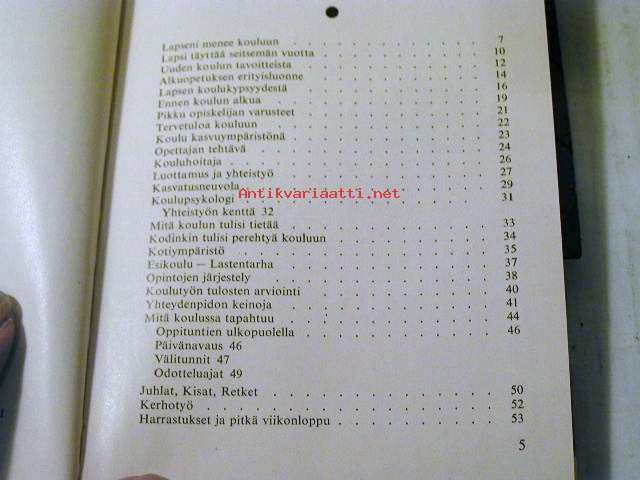 Lapseni menee kouluun . . . . . . . . . . . 7
Lapsi täyttää seitsemän vuotta . . . . . . . . . 10
Uuden koulun tavoitteista . . . . . . . . . . 12
Alkuopetuksen erityisluonne . . . . . . . . . . 14
Lapsen koulukypsyydestä . . . . . . . . . . 16
Ennen koulun alkua . . . . . . . . . . . 19
Pikku opiskelijan varusteet . . . . . . . . . . 21
Tervetuloa kouluun . . . . . . . . . . . 22
Koulu kasvuympäristönä . . . . . . . . . . 23
Opettajan tehtävä . . . . . . . . . . . 24
Kouluhoitaja . . . . . . . . . . . . . 26
Luottamus ja yhteistyö . . . . . . . . . . . 27
Kasvatusneuvola . . . . . . . . . . . . 29
Antikvariaatti.net
Koulupsykologi . . . . . . . . . . . . 31
Yhteistyön kenttä 32
Mitä koulun tulisi tietää . . . . . . . . . . . 33
Kodinkin tulisi perehtyä kouluun . . . . . . . . . 34
Kotiympäristö . . . . . . . . . . . . . 35
Esikoulu — Lastentarha . . . . . . . . . . . 37
Opintojen järjestely . . . . . . . . . . . . 38
Koulutyön tulosten arviointi . . . . . . . . . . 40
Yhteydenpidon keinoja . . . . . . . . . . . 41
Mitä koulussa tapahtuu . . . . . . . . . . . 44
Oppituntien ulkopuolella . . . . . . . . . . . 46
Päivänavaus 46
Välitunnit 47
Odotteluajat 49
Juhlat, Kisat, Retket . . . . . . . . . . . . 50
Kerhotyö . . . . . . . . . . . . . . 52
Harrastukset ja pitkä viikonloppu . . . . . . . . . 53
5